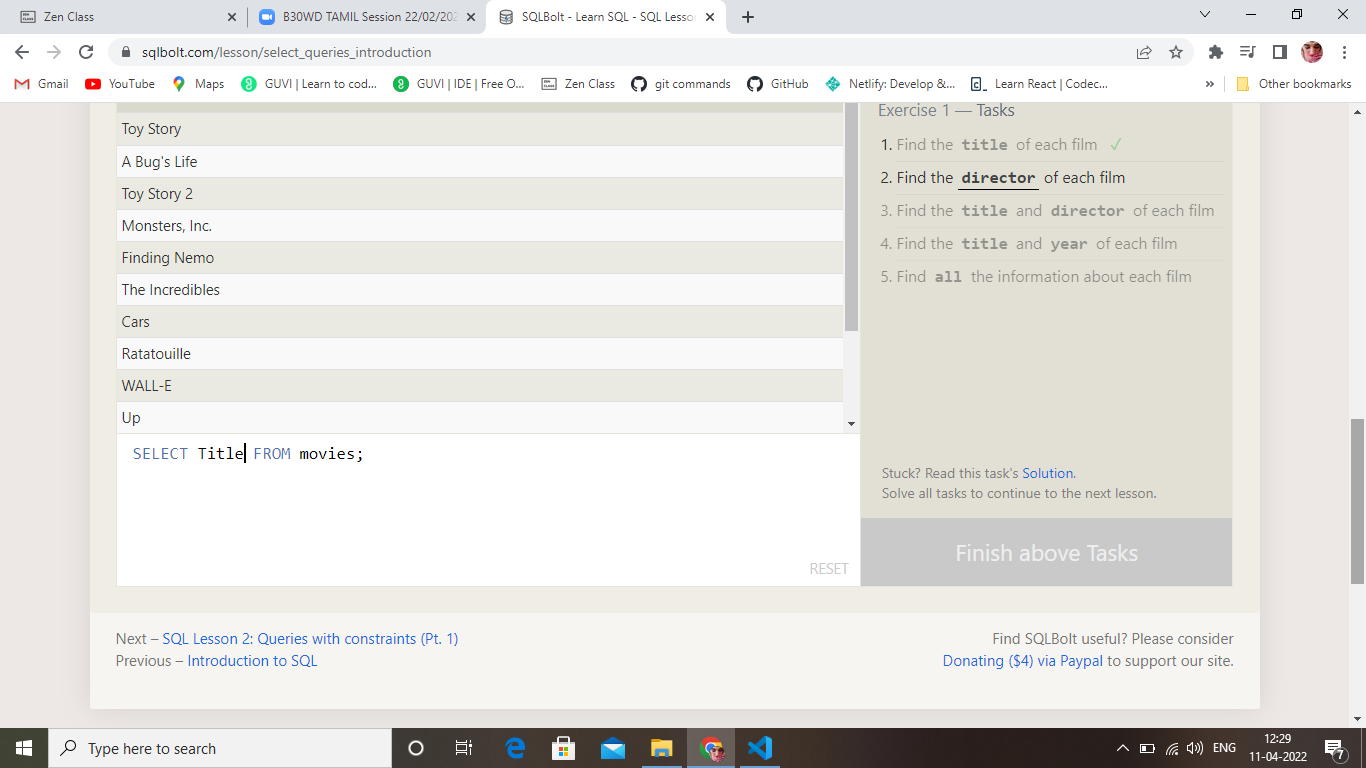 Zen Class
B30WD TAMIL Session 22/02/202
SQLBolt - Learn SQL - SQL Lesso
sqlbolt.com/lesson/select_queries_introduction
Gmail YouTube Maps GUVI | Learn to cod... GUVI | IDE | Free O... Zen Class git commands GitHub Netlify: Develop &... Learn React | Codec... » Other bookmarks
Toy Story
A Bug's Life
Toy Story 2
Monsters, Inc.
Finding Nemo
The Incredibles
Cars
Ratatouille
WALL-E
Up
SELECT Title FROM movies;
RESET
Exercise 1 — Tasks
1. Find the title of each film ✓
2. Find the director of each film
3. Find the title and director of each film
4. Find the title and year of each film
5. Find all the information about each film
Stuck? Read this task's Solution.
Solve all tasks to continue to the next lesson.
Finish above Tasks
Next – SQL Lesson 2: Queries with constraints (Pt. 1)
Previous – Introduction to SQL
Find SQLBolt useful? Please consider
Donating ($4) via Paypal to support our site.
Type here to search
ENG
12:29
11-04-2022
7